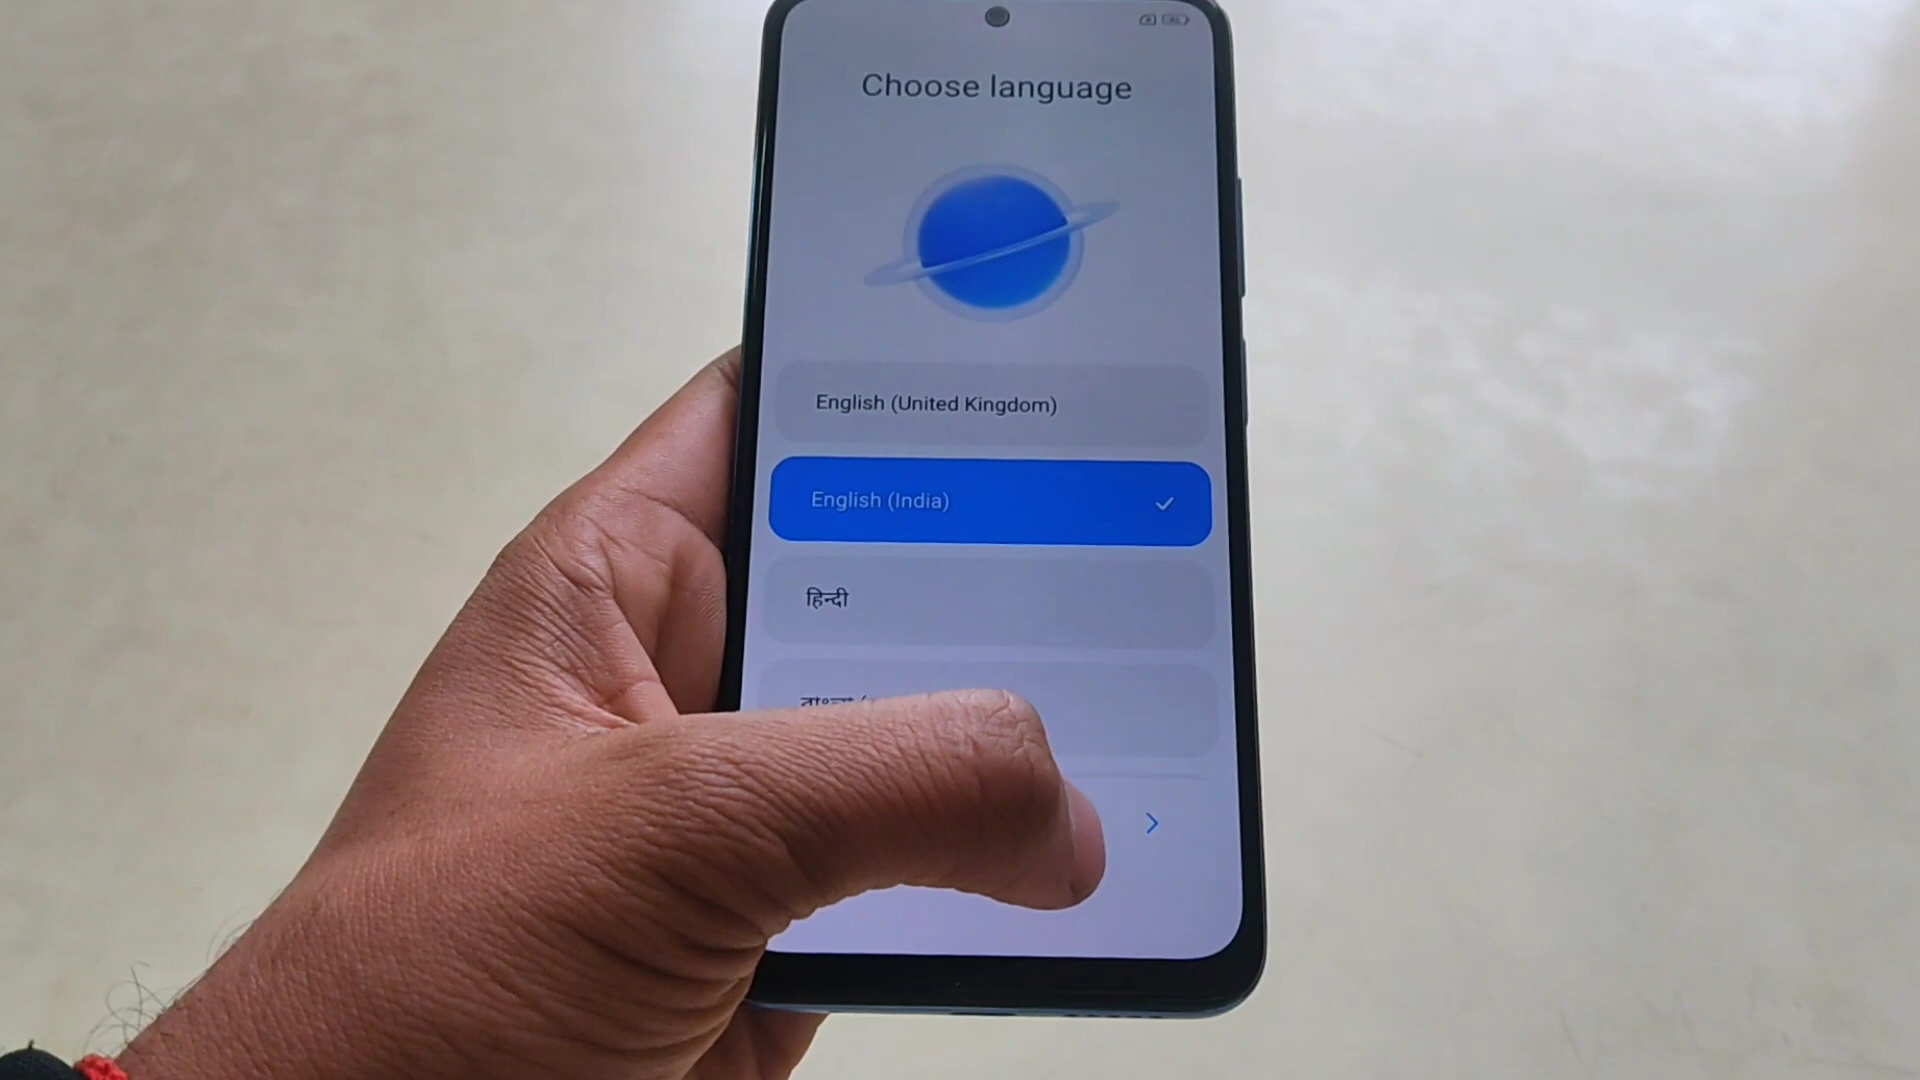 Choose language
English (United Kingdom)
English (India)
हिन्दी